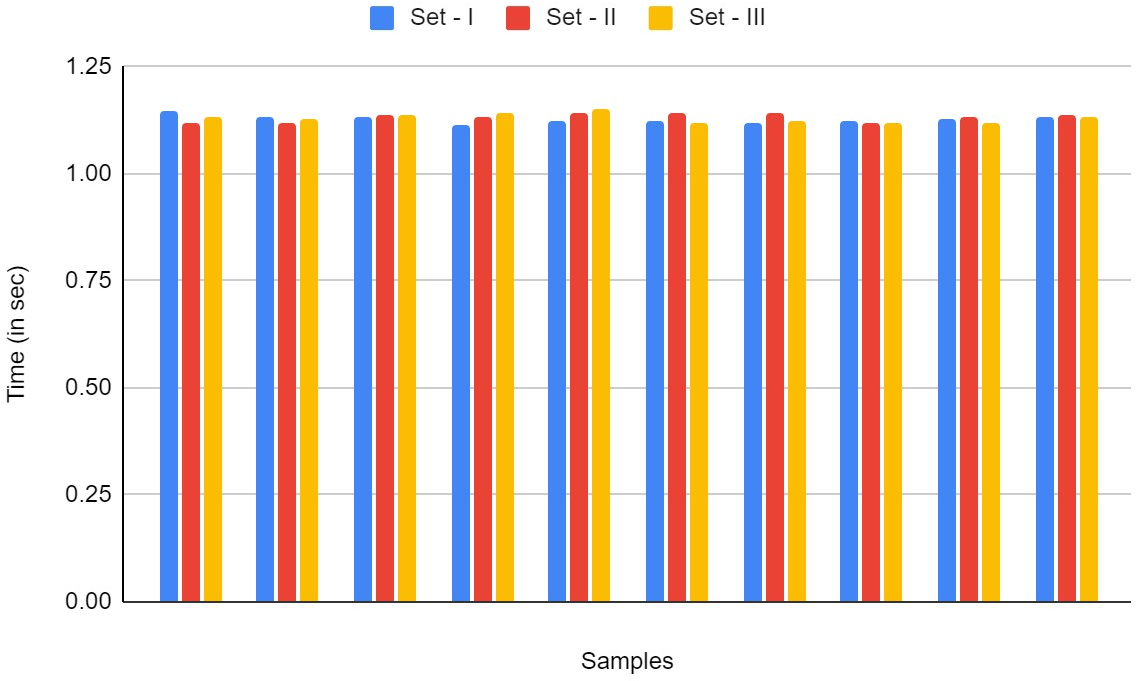 Set - I Set - II Set - III
1.25
1.00
0.75
0.50
0.25
0.00
Time (in sec)
Samples